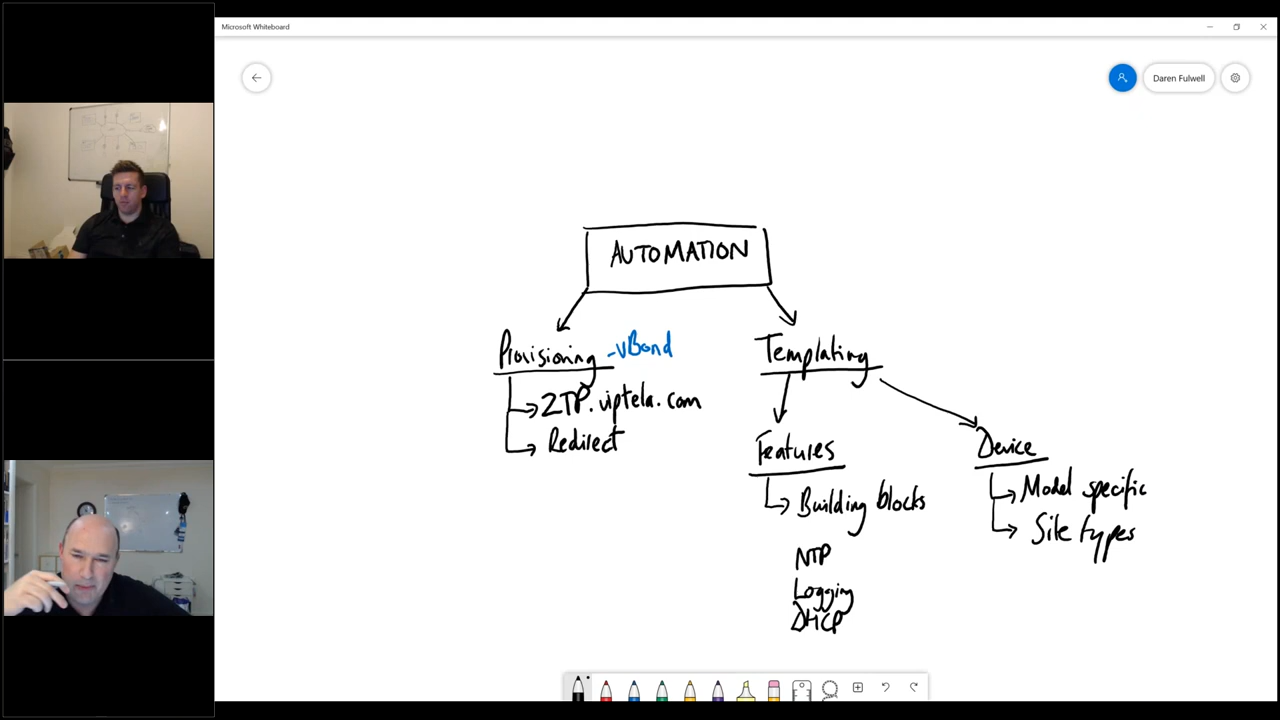 Microsoft Whiteboard
Daren Fulwell
AUTOMATION
Provisioning - vBond
ZTP.viptela.com
Redirect
Templating
Features
Building blocks
NTP
Logging
DHCP
Device
Model specific
Site types